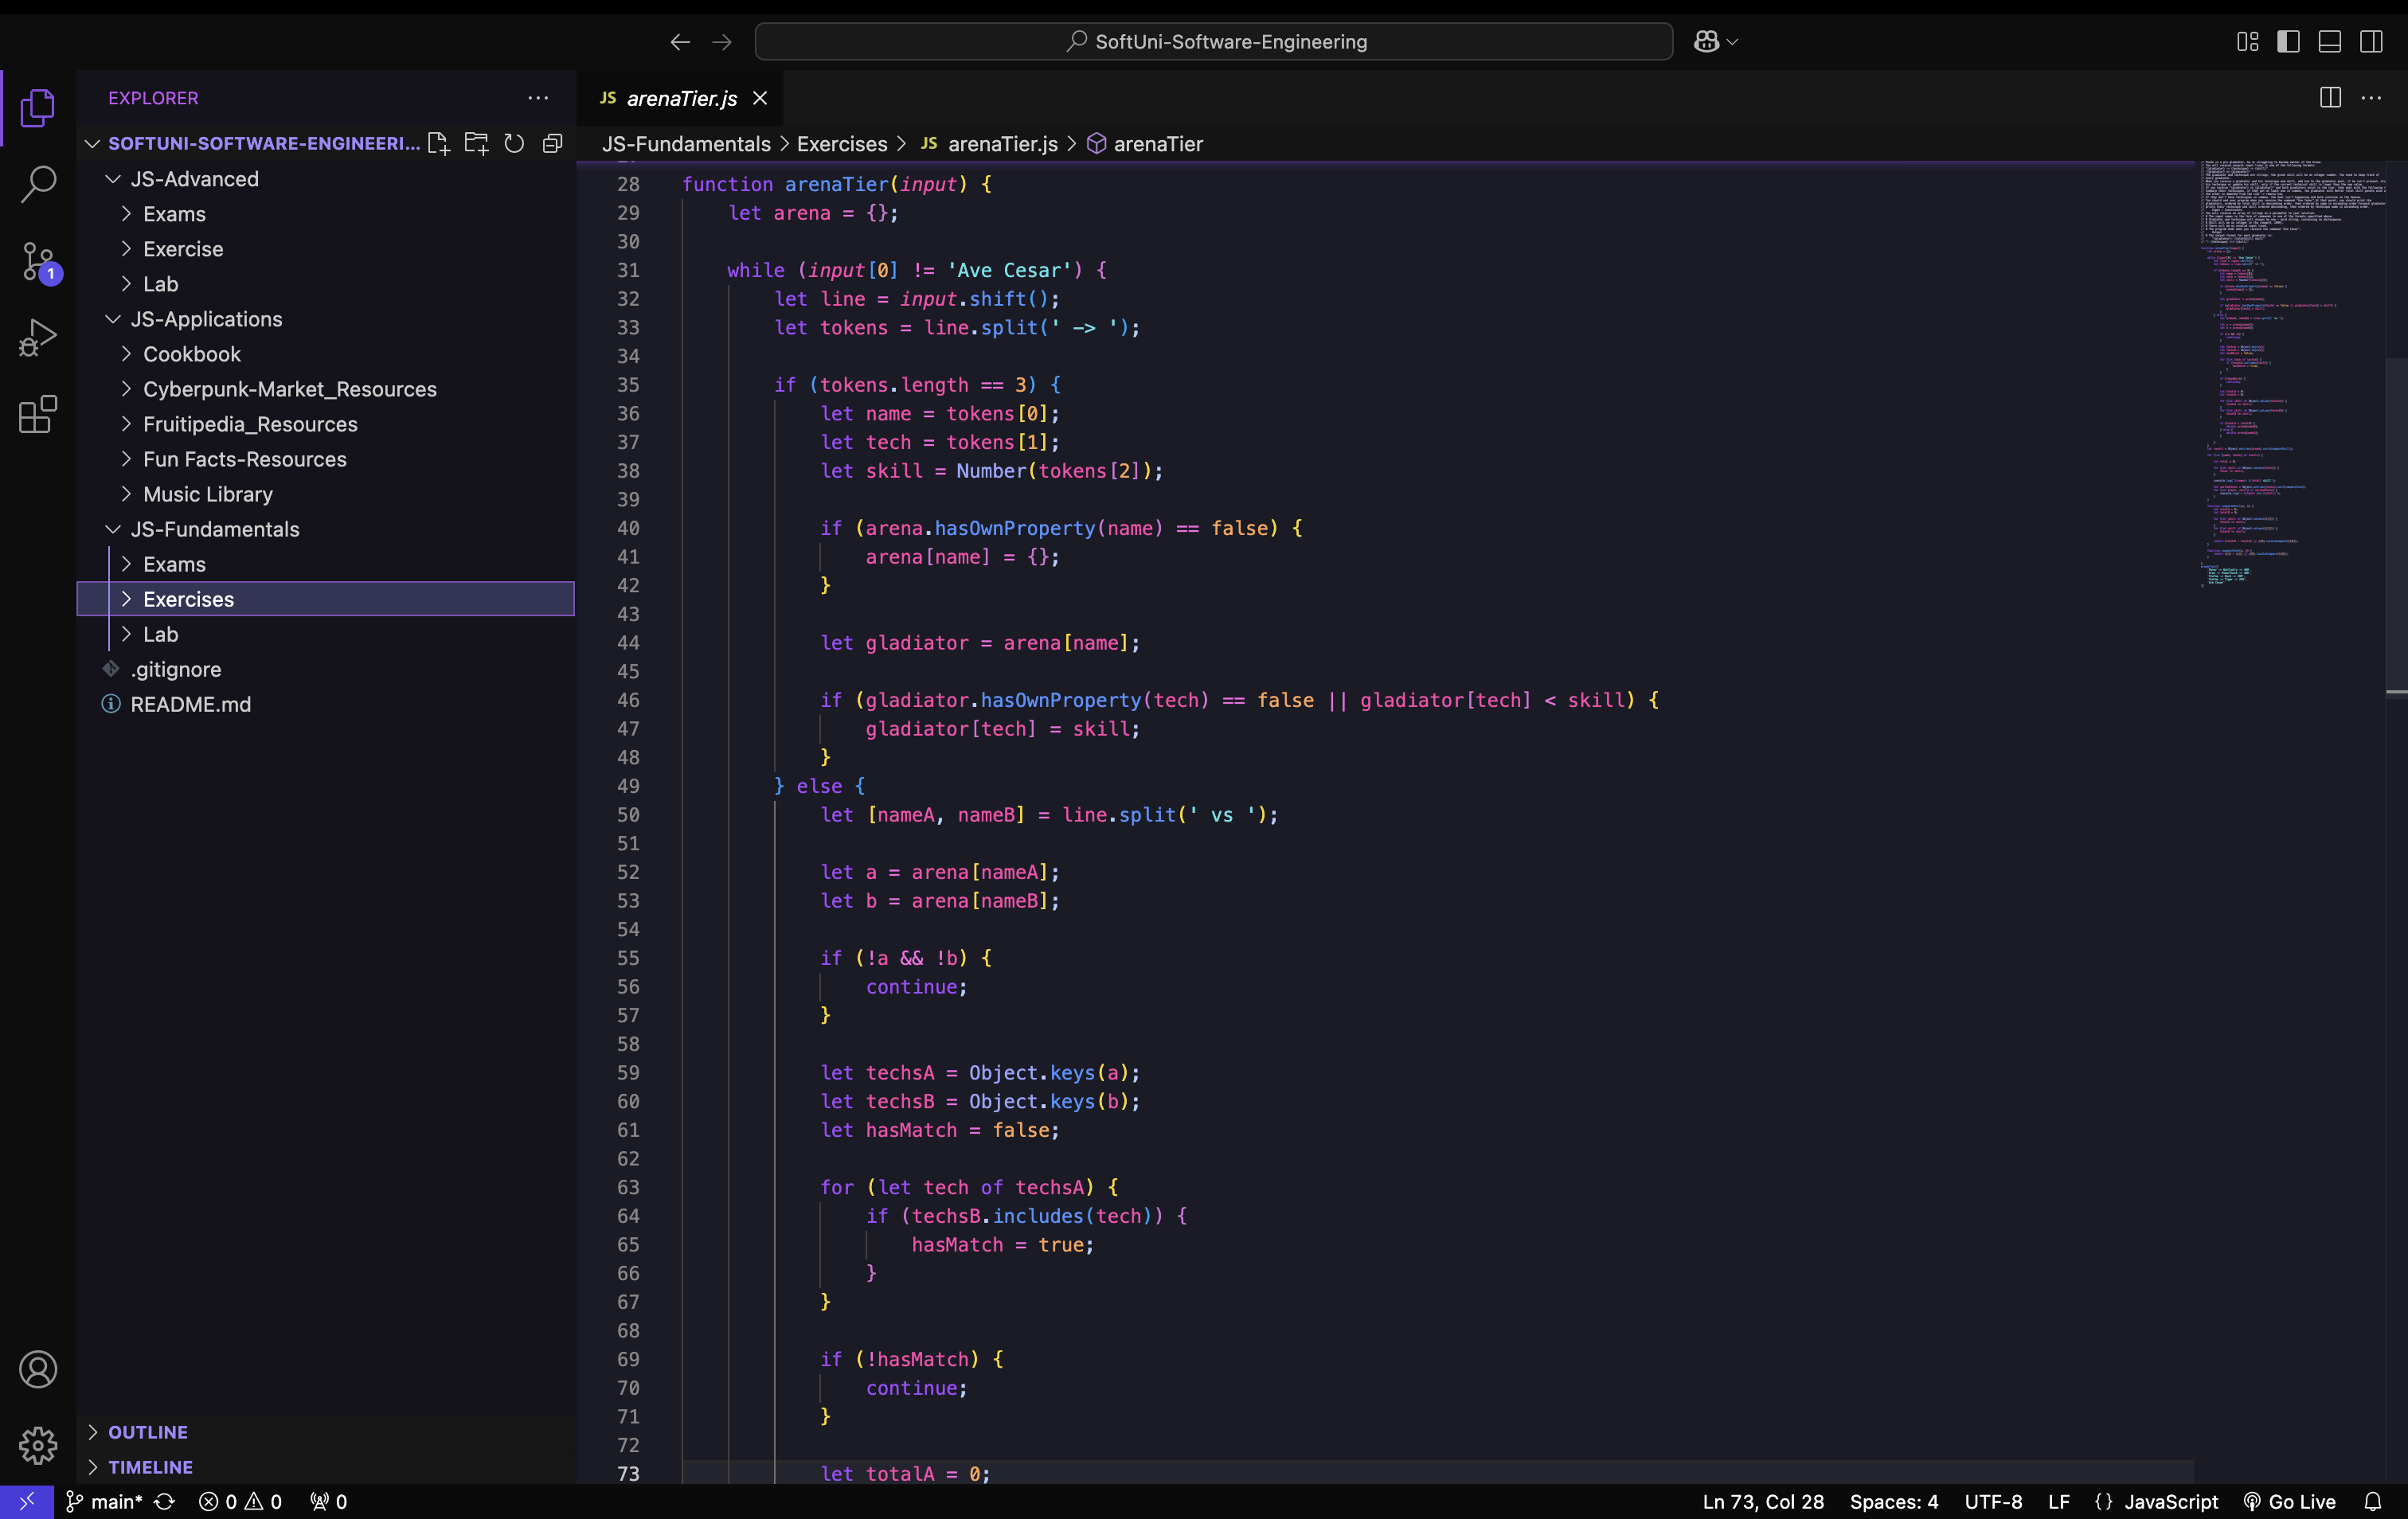 SoftUni-Software-Engineering
EXPLORER
JS arenaTier.js
SOFTUNI-SOFTWARE-ENGINEERI...
JS-Fundamentals > Exercises > JS arenaTier.js > arenaTier
JS-Advanced
Exams
Exercise
Lab
JS-Applications
Cookbook
Cyberpunk-Market_Resources
Fruitipedia_Resources
Fun Facts-Resources
Music Library
JS-Fundamentals
Exams
Exercises
Lab
.gitignore
README.md
OUTLINE
TIMELINE
1
28 function arenaTier(input) {
29 let arena = {};
30
31 while (input[0] != 'Ave Cesar') {
32 let line = input.shift();
33 let tokens = line.split(' -> ');
34
35 if (tokens.length == 3) {
36 let name = tokens[0];
37 let tech = tokens[1];
38 let skill = Number(tokens[2]);
39
40 if (arena.hasOwnProperty(name) == false) {
41 arena[name] = {};
42 }
43
44 let gladiator = arena[name];
45
46 if (gladiator.hasOwnProperty(tech) == false || gladiator[tech] < skill) {
47 gladiator[tech] = skill;
48 }
49 } else {
50 let [nameA, nameB] = line.split(' vs ');
51
52 let a = arena[nameA];
53 let b = arena[nameB];
54
55 if (!a && !b) {
56 continue;
57 }
58
59 let techsA = Object.keys(a);
60 let techsB = Object.keys(b);
61 let hasMatch = false;
62
63 for (let tech of techsA) {
64 if (techsB.includes(tech)) {
65 hasMatch = true;
66 }
67 }
68
69 if (!hasMatch) {
70 continue;
71 }
72
73 let totalA = 0;
main* 0 0 0
Ln 73, Col 28 Spaces: 4 UTF-8 LF {} JavaScript Go Live